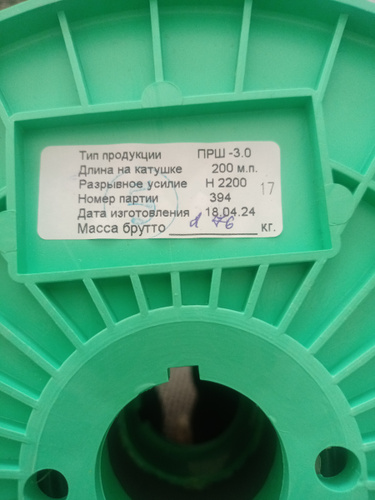 Тип продукции ПРШ -3.0
Длина на катушке 200 м.п.
Разрывное усилие Н 2200
17
Номер партии 394
Дата изготовления 18.04.24
Масса брутто 76 кг.